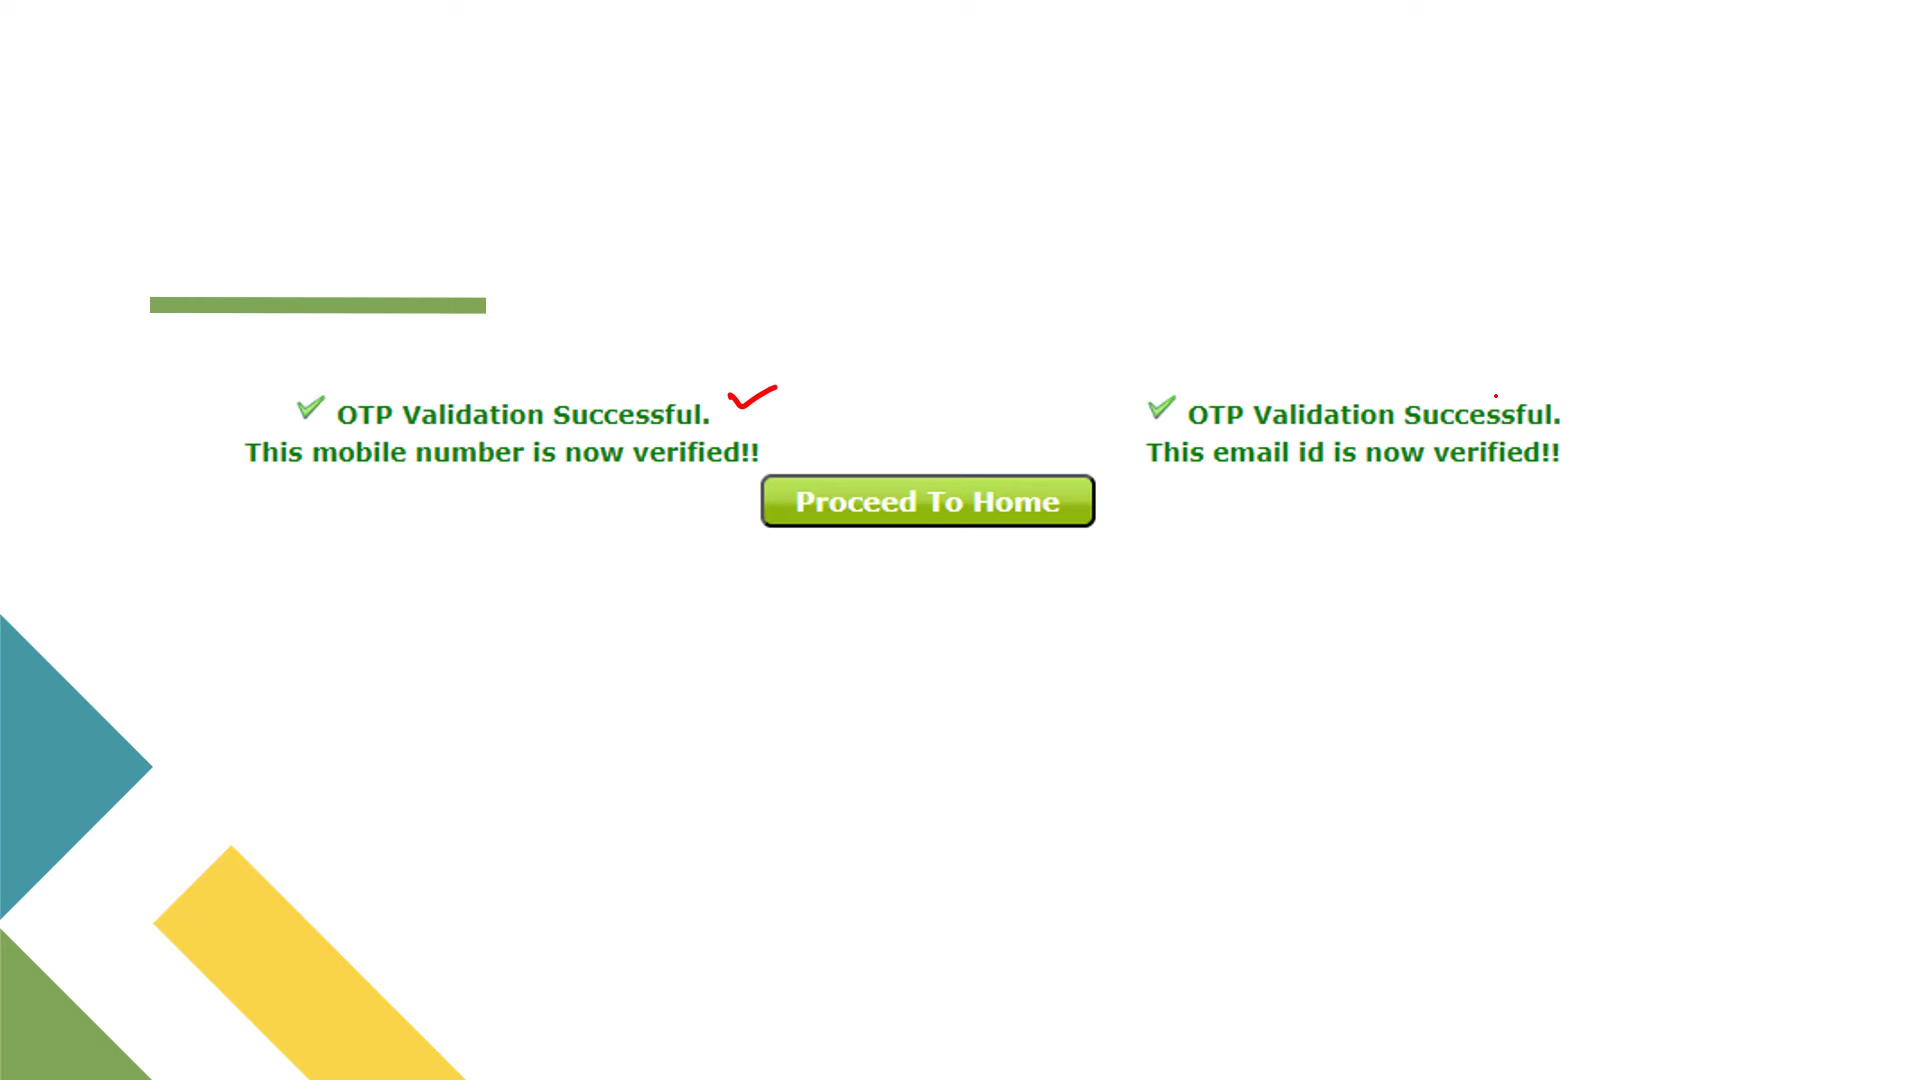 OTP Validation Successful.
This mobile number is now verified!!
OTP Validation Successful.
This email id is now verified!!
Proceed To Home